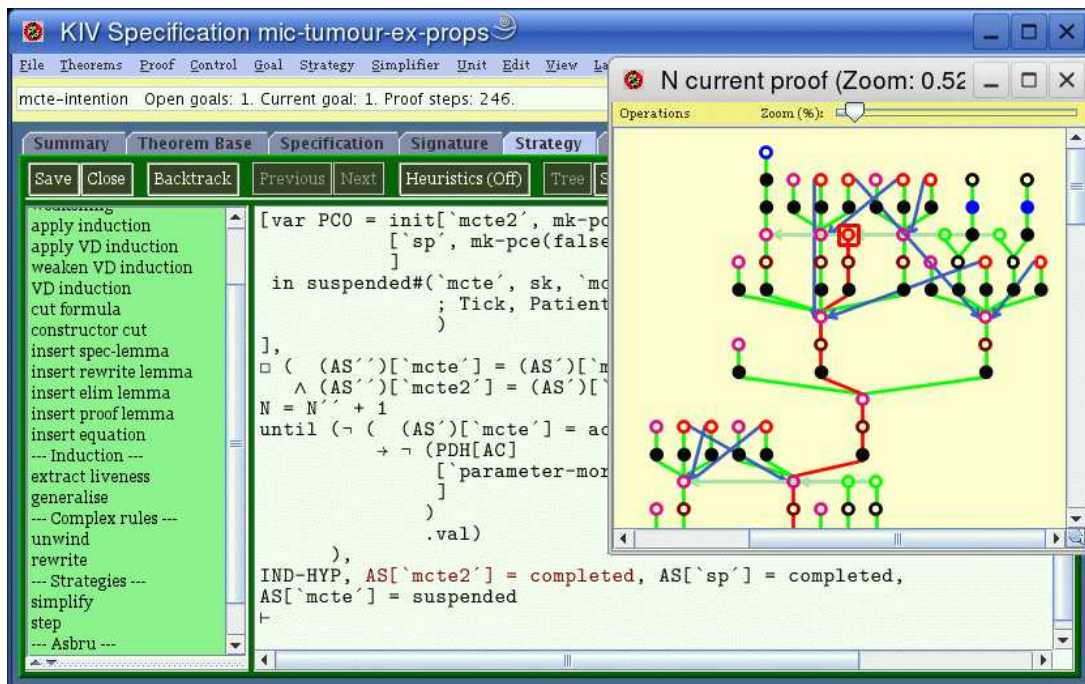 KIV Specification mic-tumour-ex-props
File Theorems Proof Control Goal Strategy Simplifier Unit Edit View La
mcte-intention Open goals: 1. Current goal: 1. Proof steps: 246.
Summary Theorem Base Specification Signature Strategy
Save Close Backtrack Previous Next Heuristics (Off) Tree S
weakening
apply induction
apply VD induction
weaken VD induction
VD induction
cut formula
constructor cut
insert spec-lemma
insert rewrite lemma
insert elim lemma
insert proof lemma
insert equation
--- Induction ---
extract liveness
generalise
--- Complex rules ---
unwind
rewrite
--- Strategies ---
simplify
step
--- Asbru ---
[var PCO = init[`mcte2´, mk-pc
[`sp´, mk-pce(false
]
in suspended#(`mcte´, sk, `mc
; Tick, Patient
)
],
□ ( (AS´´)[`mcte´] = (AS´)[`m
∧ (AS´´)[`mcte2´] = (AS´)[`
N = N´´ + 1
until (¬ ( (AS´)[`mcte´] = ac
→ ¬ (PDH[AC]
[`parameter-mor
]
)
.val)
),
IND-HYP, AS[`mcte2´] = completed, AS[`sp´] = completed,
AS[`mcte´] = suspended
⊢
N current proof (Zoom: 0.52
Operations Zoom (%):